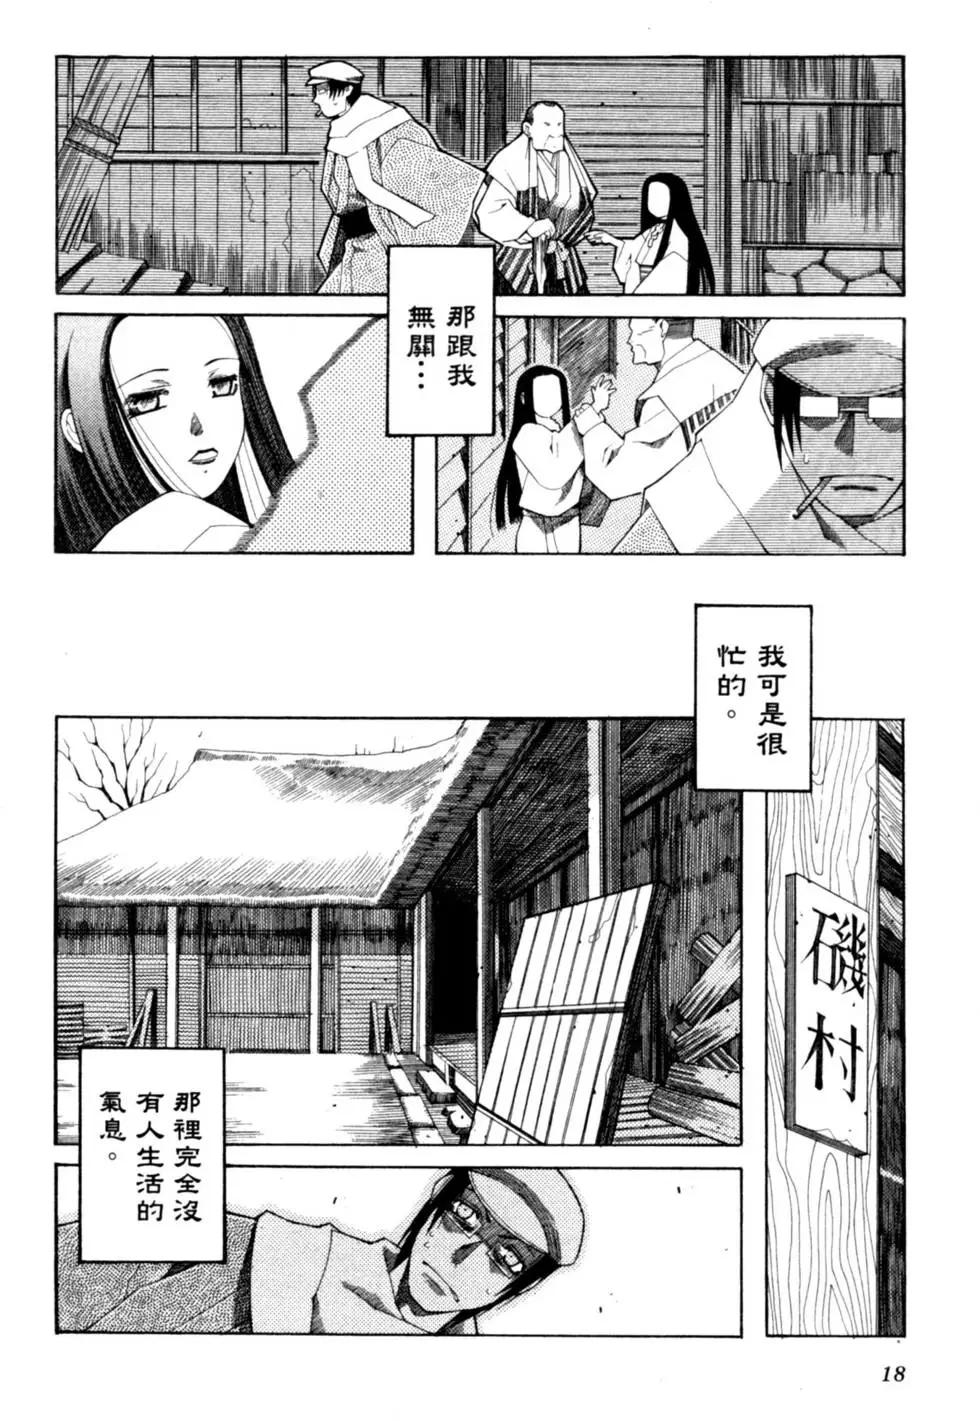 那跟我
無關…
我可是很
忙的。
磯村
那裡完全沒
有人生活的
氣息。
18